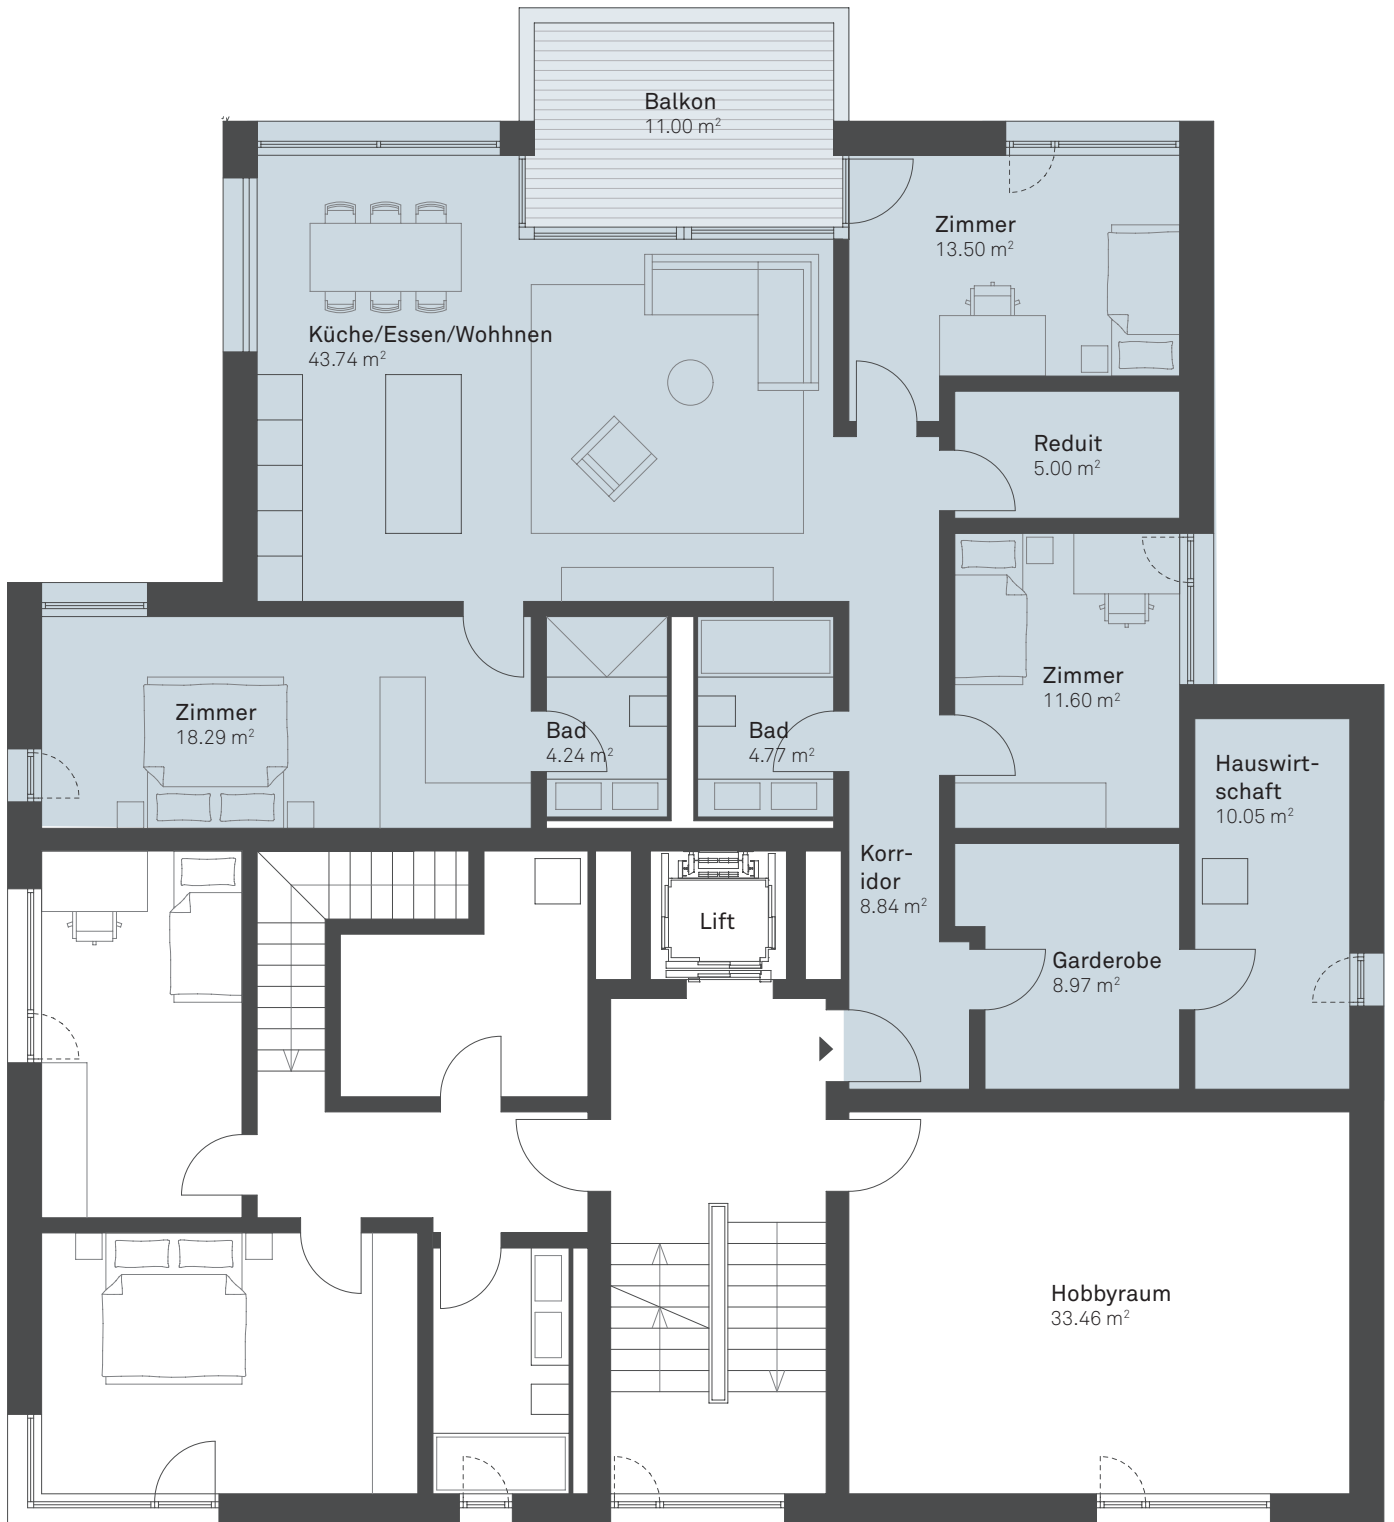 Balkon
11.00 m²
Zimmer
13.50 m²
Küche/Essen/Wohhnen
43.74 m²
Reduit
5.00 m²
Zimmer
18.29 m²
Bad
4.24 m²
Bad
4.77 m²
Zimmer
11.60 m²
Hauswirt-
schaft
10.05 m²
Korr-
idor
8.84 m²
Lift
Garderobe
8.97 m²
Hobbyraum
33.46 m²